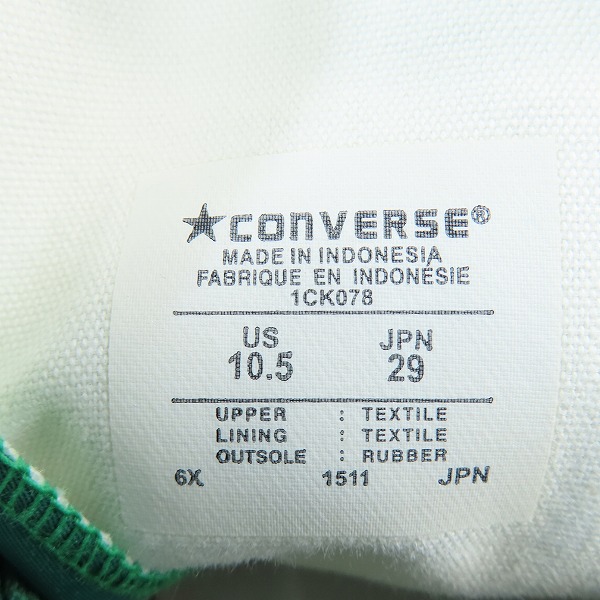 ★CONVERSE®
MADE IN INDONESIA
FABRIQUE EN INDONÉSIE
1CK078
US JPN
10.5 29
UPPER : TEXTILE
LINING : TEXTILE
OUTSOLE : RUBBER
6X 1511 JPN